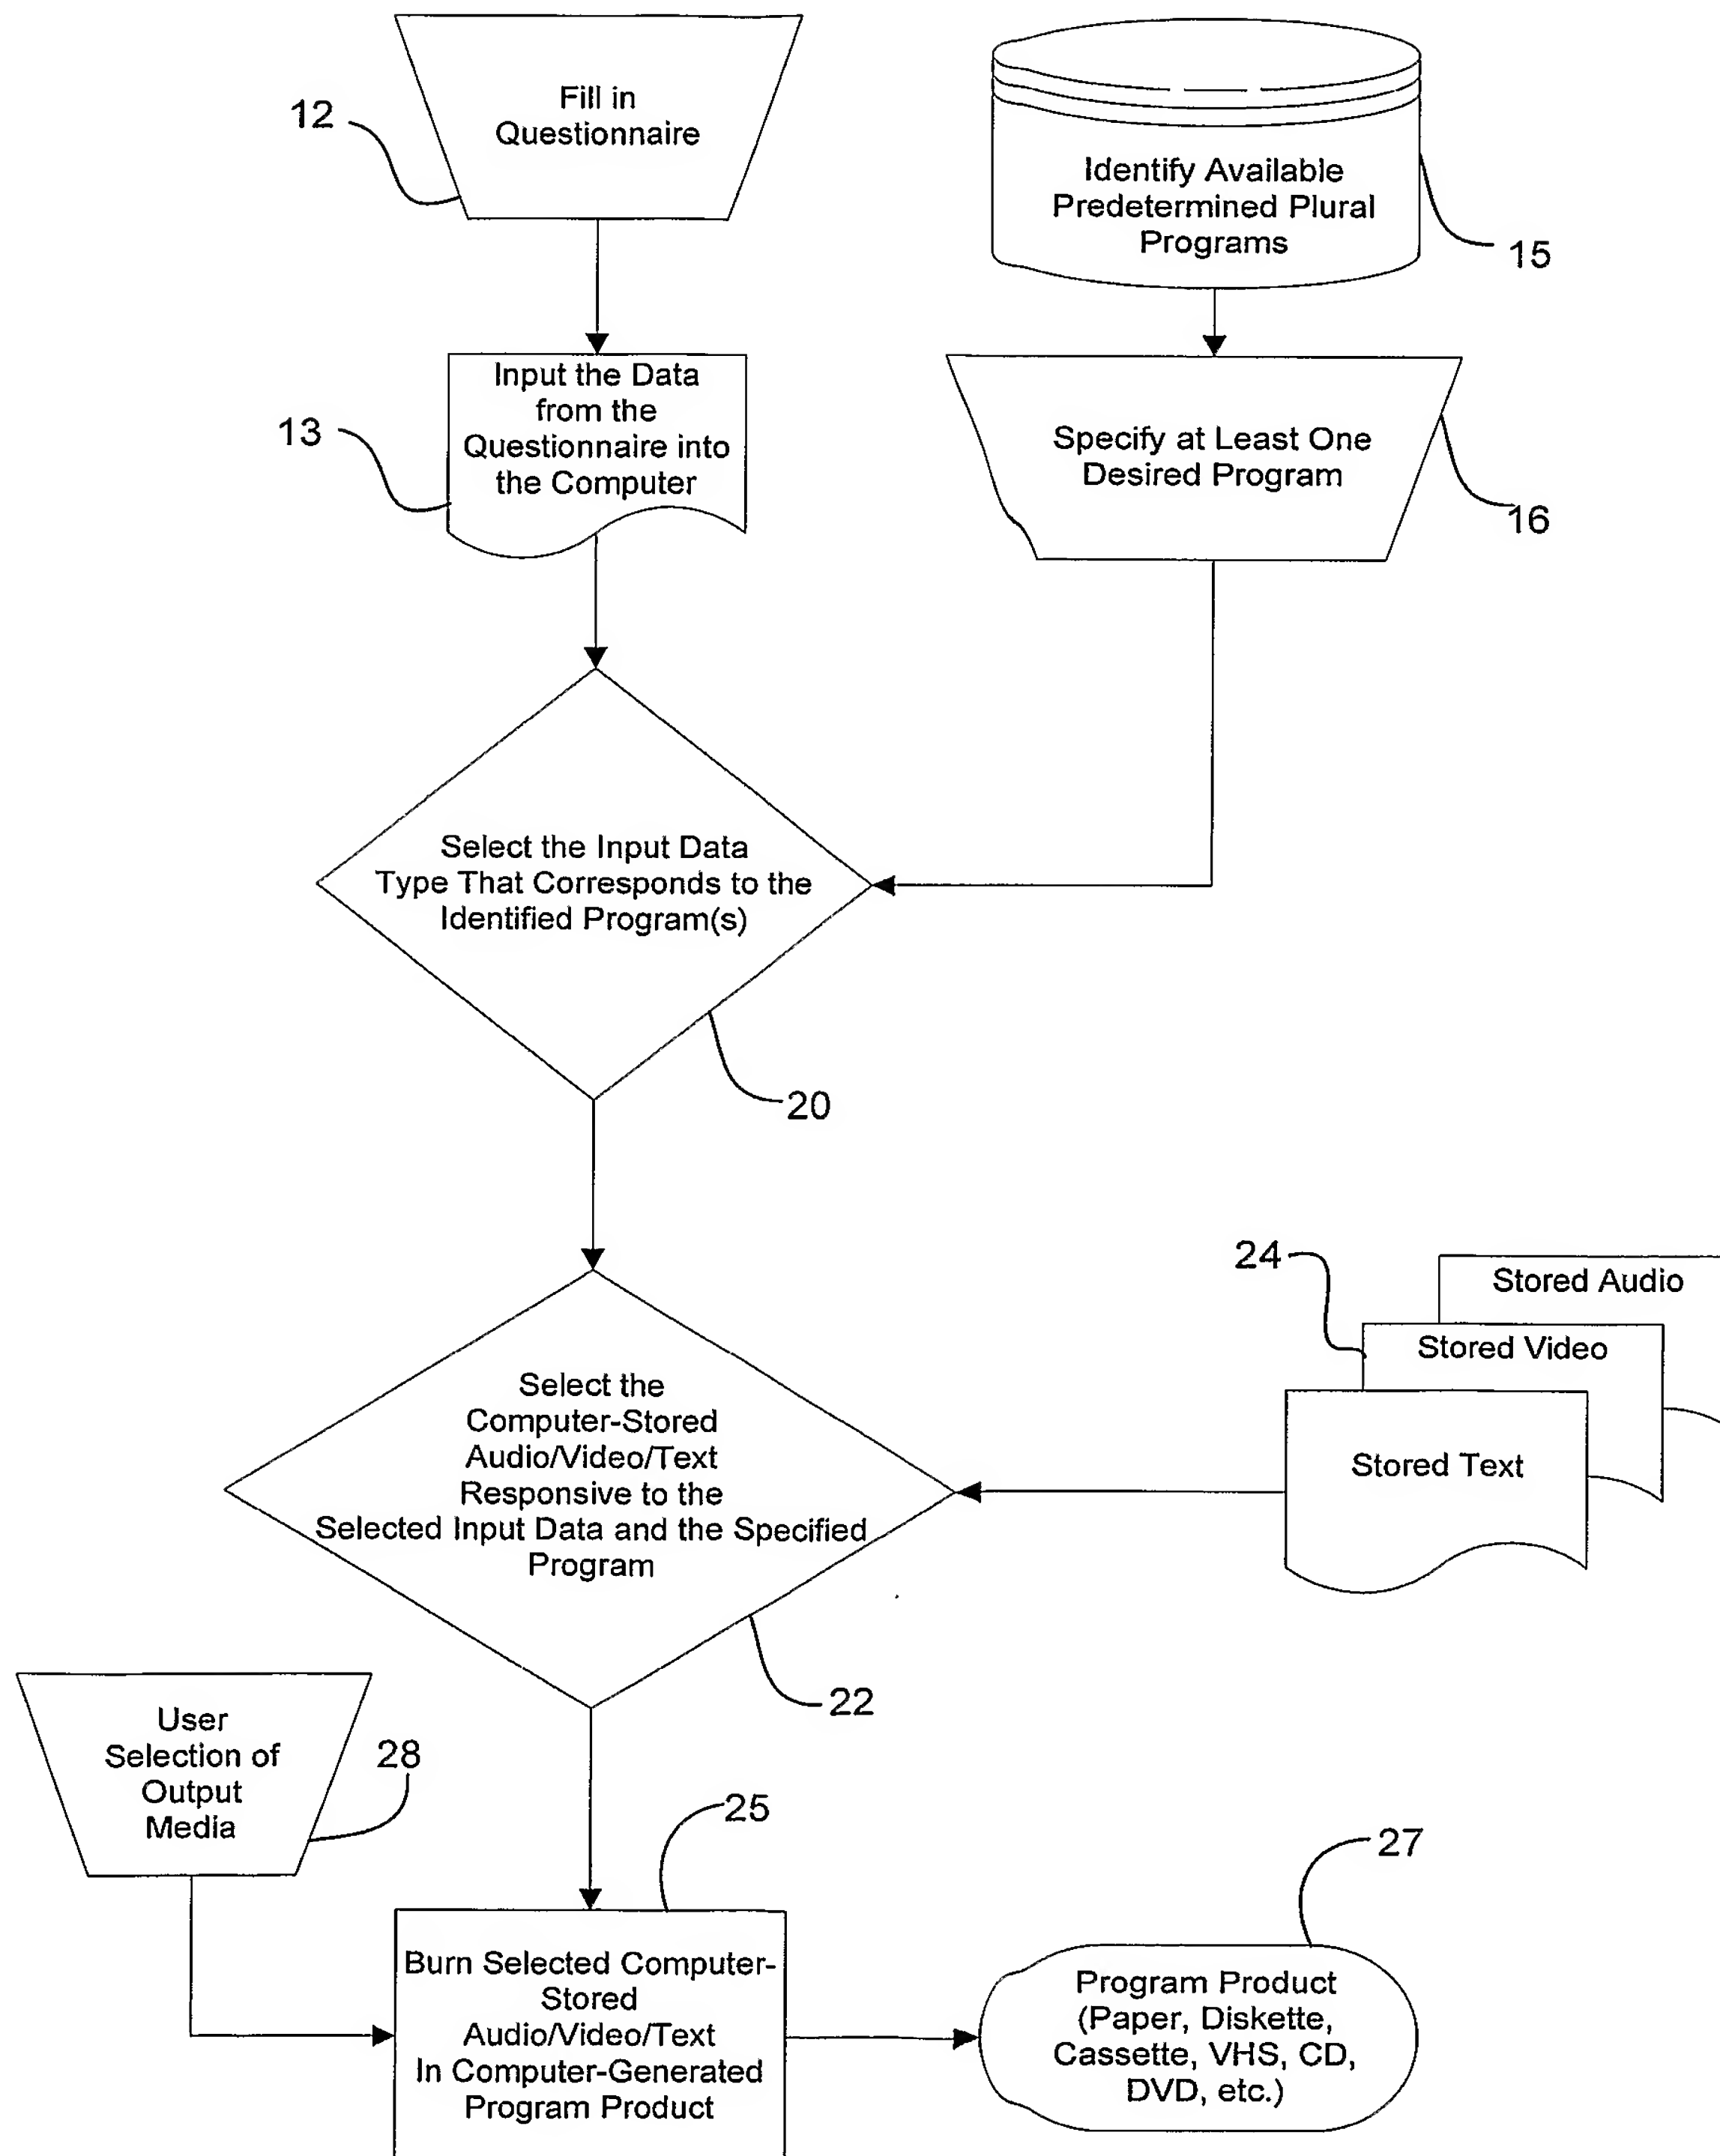 Fill in
Questionnaire
12
Identify Available
Predetermined Plural
Programs
15
Input the Data
from the
Questionnaire into
the Computer
13
Specify at Least One
Desired Program
16
Select the Input Data
Type That Corresponds to the
Identified Program(s)
20
24
Stored Audio
Stored Video
Stored Text
Select the
Computer-Stored
Audio/Video/Text
Responsive to the
Selected Input Data and the Specified
Program
22
User
Selection of
Output
Media
28
25
Burn Selected Computer-
Stored
Audio/Video/Text
In Computer-Generated
Program Product
27
Program Product
(Paper, Diskette,
Cassette, VHS, CD,
DVD, etc.)